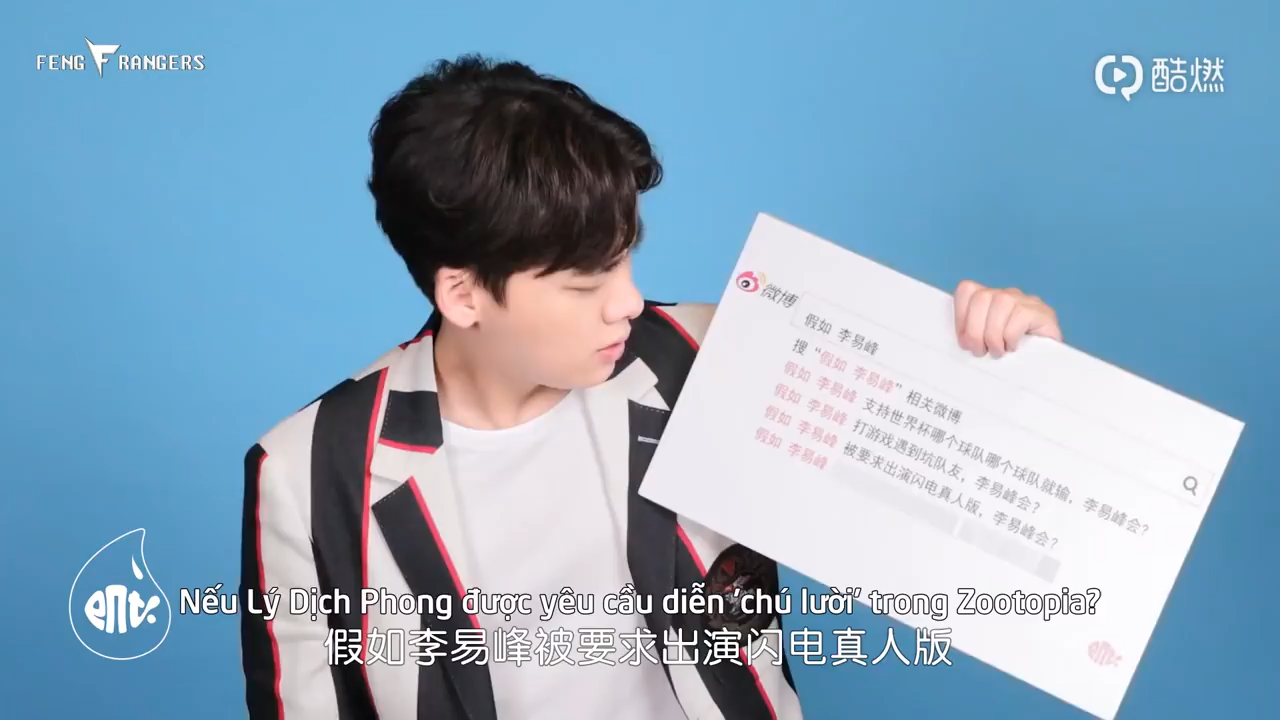 FENG F RANGERS
酷燃
微博
假如 李易峰
搜“假如 李易峰”相关微博
假如 李易峰 支持世界杯哪个球队哪个球队就输，李易峰会？
假如 李易峰 打游戏遇到坑队友，李易峰会？
假如 李易峰 被要求出演闪电真人版，李易峰会？
假如 李易峰
ent.
ent.
Nếu Lý Dịch Phong được yêu cầu diễn 'chú lười' trong Zootopia?
假如李易峰被要求出演闪电真人版